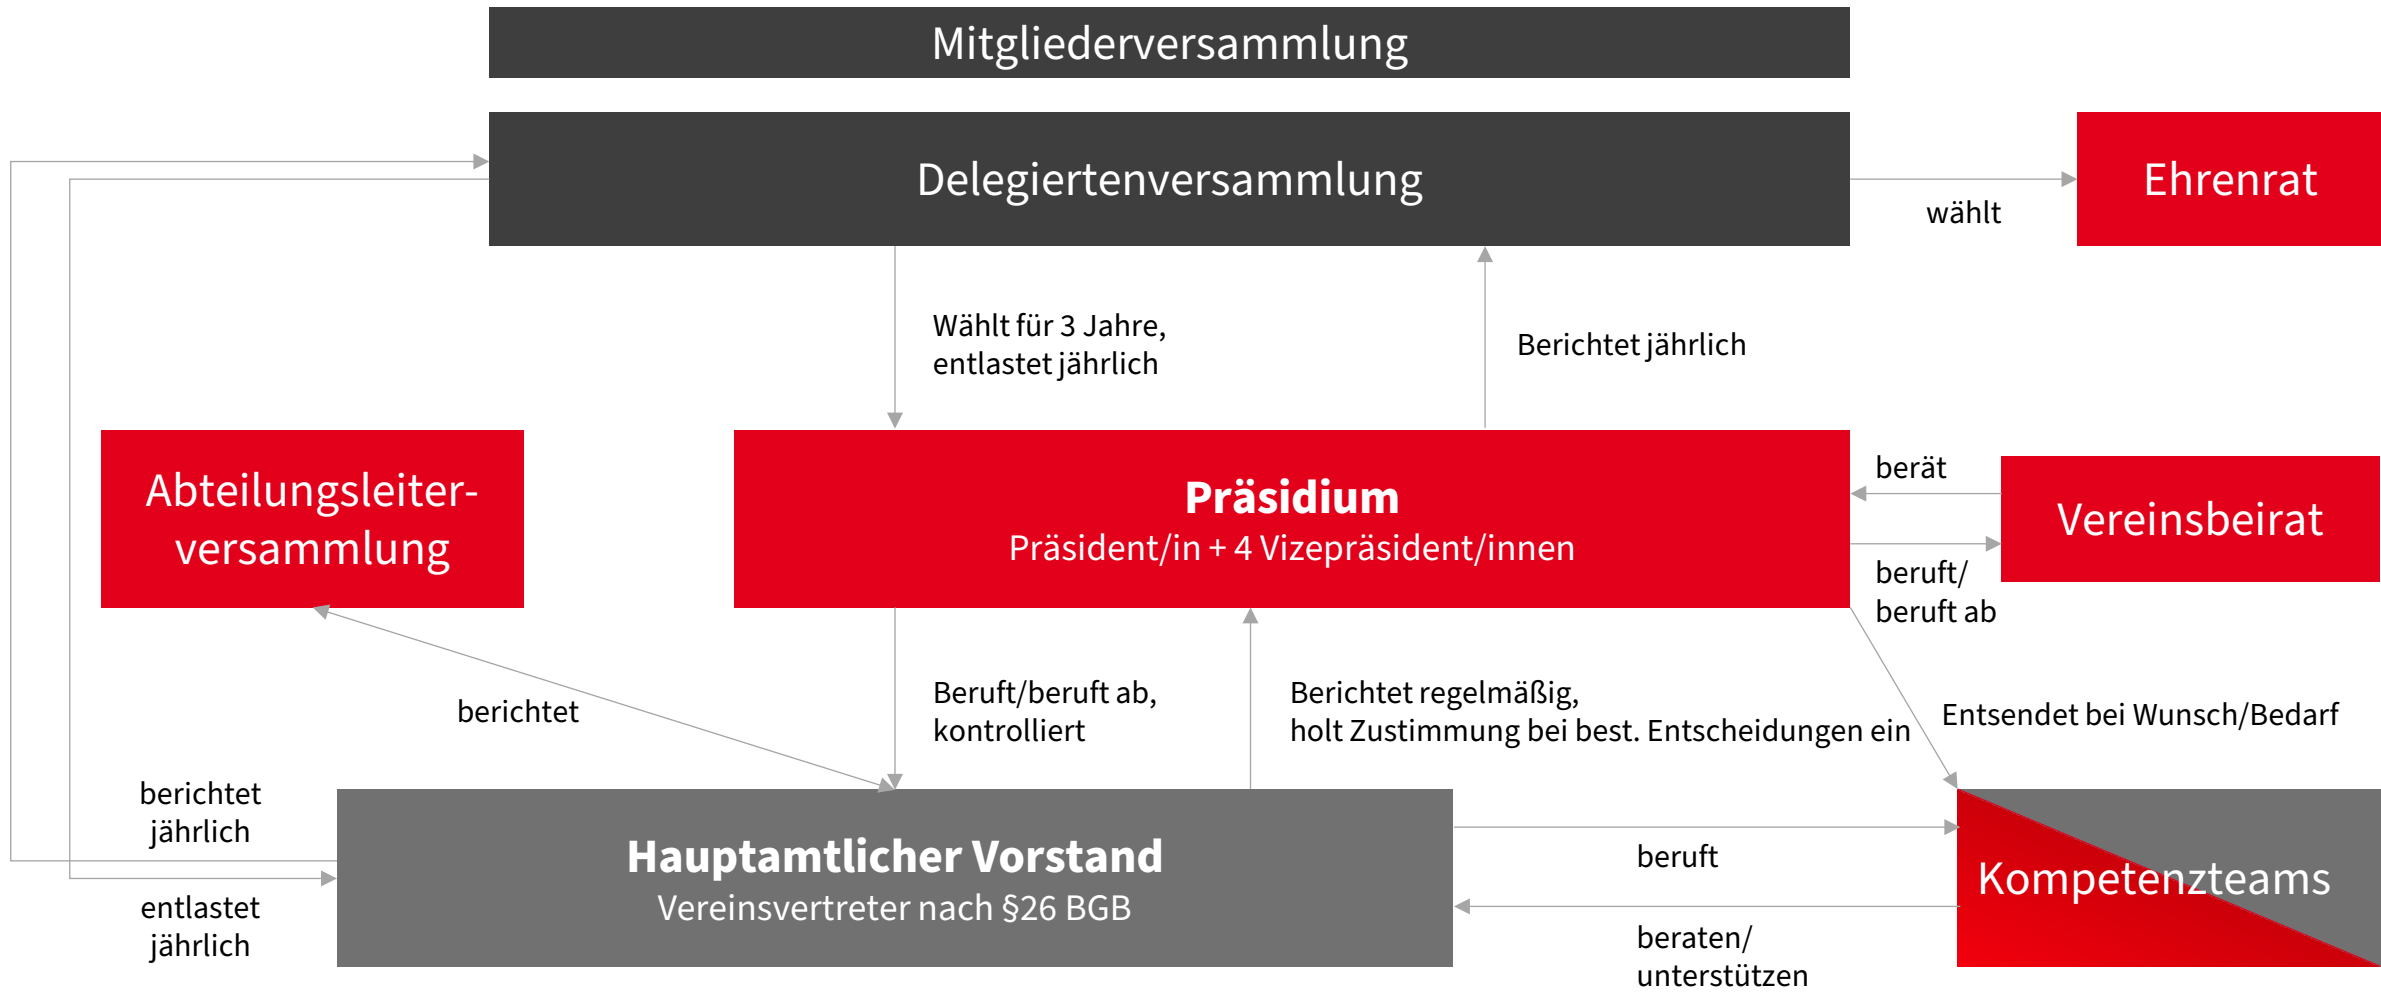 Mitgliederversammlung
Delegiertenversammlung
Ehrenrat
wählt
Wählt für 3 Jahre,
entlastet jährlich
Berichtet jährlich
Abteilungsleiter-
versammlung
Präsidium
Präsident/in + 4 Vizepräsident/innen
berät
Vereinsbeirat
beruft/
beruft ab
berichtet
Beruft/beruft ab,
kontrolliert
Berichtet regelmäßig,
holt Zustimmung bei best. Entscheidungen ein
Entsendet bei Wunsch/Bedarf
berichtet
jährlich
entlastet
jährlich
Hauptamtlicher Vorstand
Vereinsvertreter nach §26 BGB
beruft
beraten/
unterstützen
Kompetenzteams